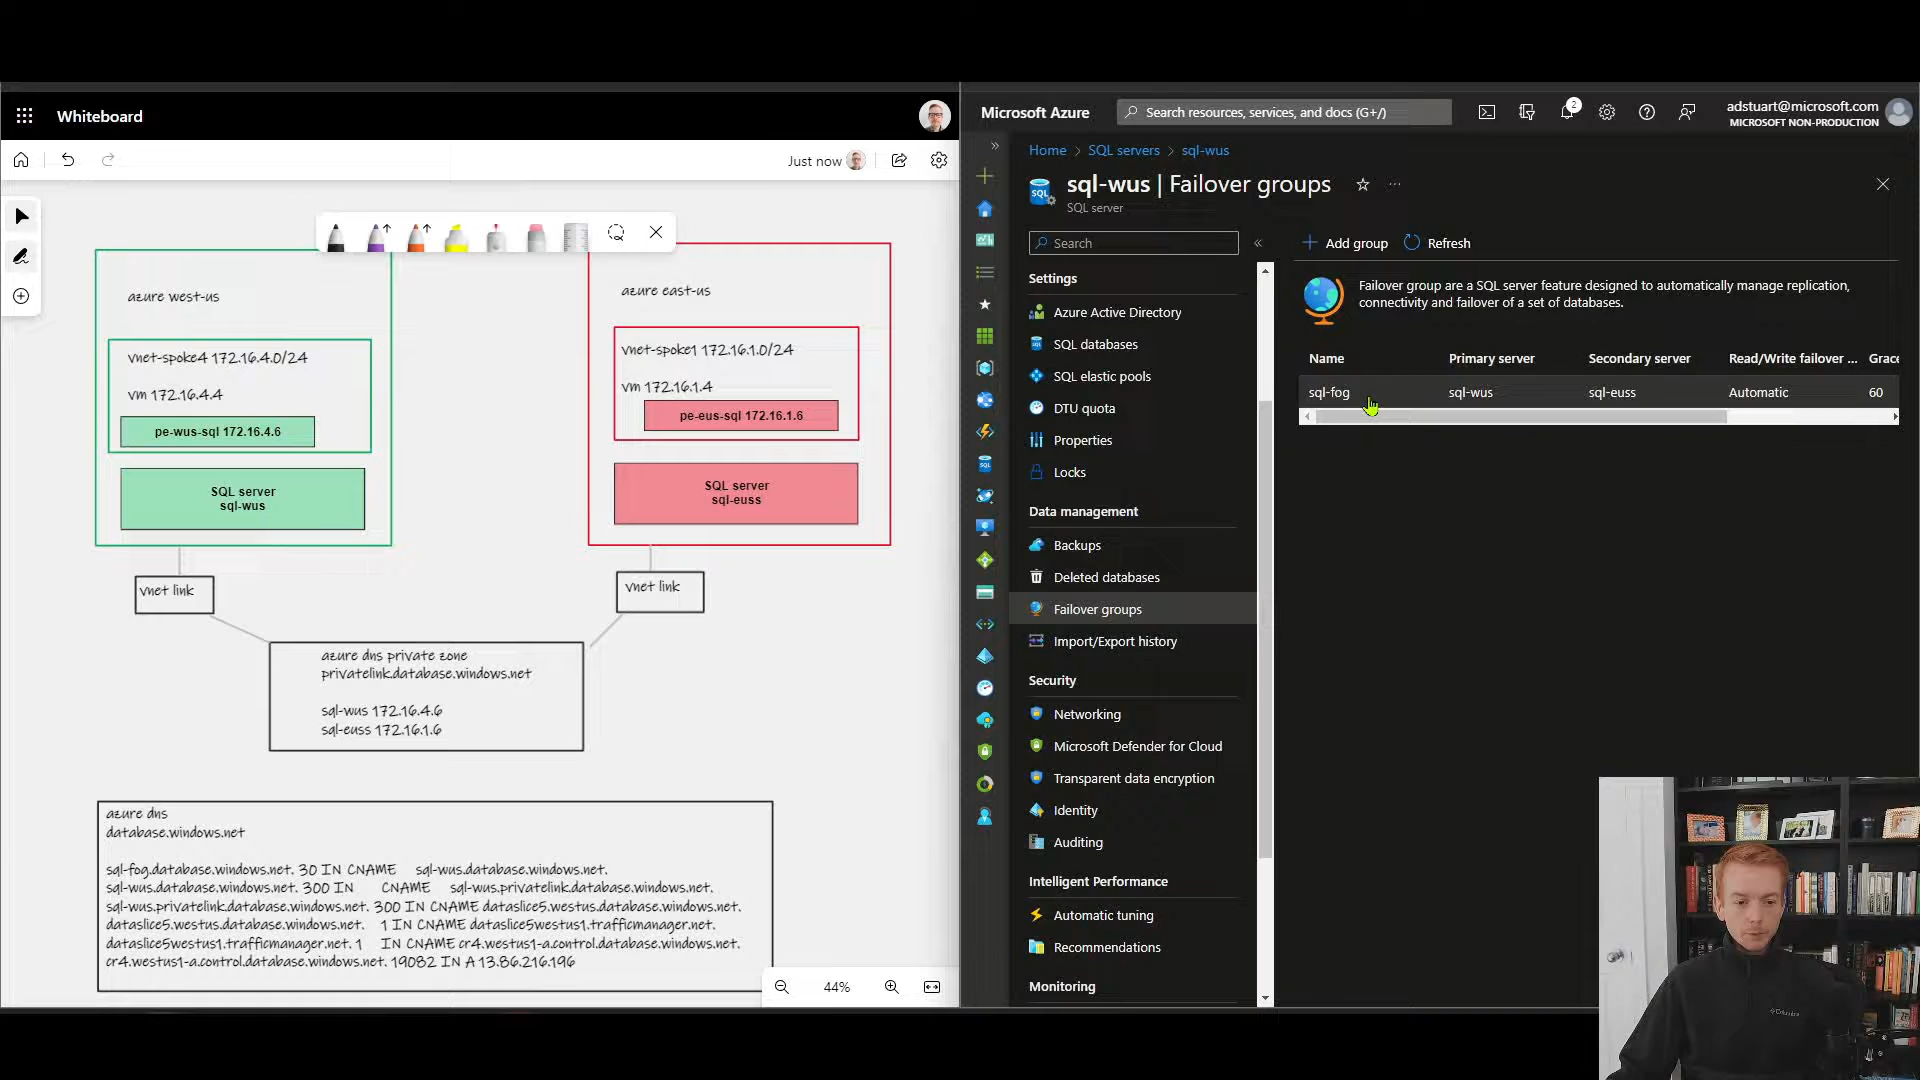 Whiteboard
Just now
azure west-us
vnet-spoke4 172.16.4.0/24
vm 172.16.4.4
pe-wus-sql 172.16.4.6
SQL server
sql-wus
azure east-us
vnet-spoke1 172.16.1.0/24
vm 172.16.1.4
pe-eus-sql 172.16.1.6
SQL server
sql-euss
vnet link
vnet link
azure dns private zone
privatelink.database.windows.net
sql-wus 172.16.4.6
sql-euss 172.16.1.6
azure dns
database.windows.net
sql-fog.database.windows.net. 30 IN CNAME sql-wus.database.windows.net.
sql-wus.database.windows.net. 300 IN CNAME sql-wus.privatelink.database.windows.net.
sql-wus.privatelink.database.windows.net. 300 IN CNAME dataslice5.westus.database.windows.net.
dataslice5.westus.database.windows.net. 1 IN CNAME dataslice5westus1.trafficmanager.net.
dataslice5westus1.trafficmanager.net. 1 IN CNAME cr4.westus1-a.control.database.windows.net.
cr4.westus1-a.control.database.windows.net. 19082 IN A 13.86.216.196
44%
Microsoft Azure
Search resources, services, and docs (G+/)
2
adstuart@microsoft.com
MICROSOFT NON-PRODUCTION
Home > SQL servers > sql-wus
SQL
sql-wus | Failover groups
SQL server
Search
Settings
Azure Active Directory
SQL databases
SQL elastic pools
DTU quota
Properties
Locks
Data management
Backups
Deleted databases
Failover groups
Import/Export history
Security
Networking
Microsoft Defender for Cloud
Transparent data encryption
Identity
Auditing
Intelligent Performance
Automatic tuning
Recommendations
Monitoring
Add group
Refresh
Failover group are a SQL server feature designed to automatically manage replication,
connectivity and failover of a set of databases.
Name Primary server Secondary server Read/Write failover ... Grace
sql-fog sql-wus sql-euss Automatic 60
Columbia